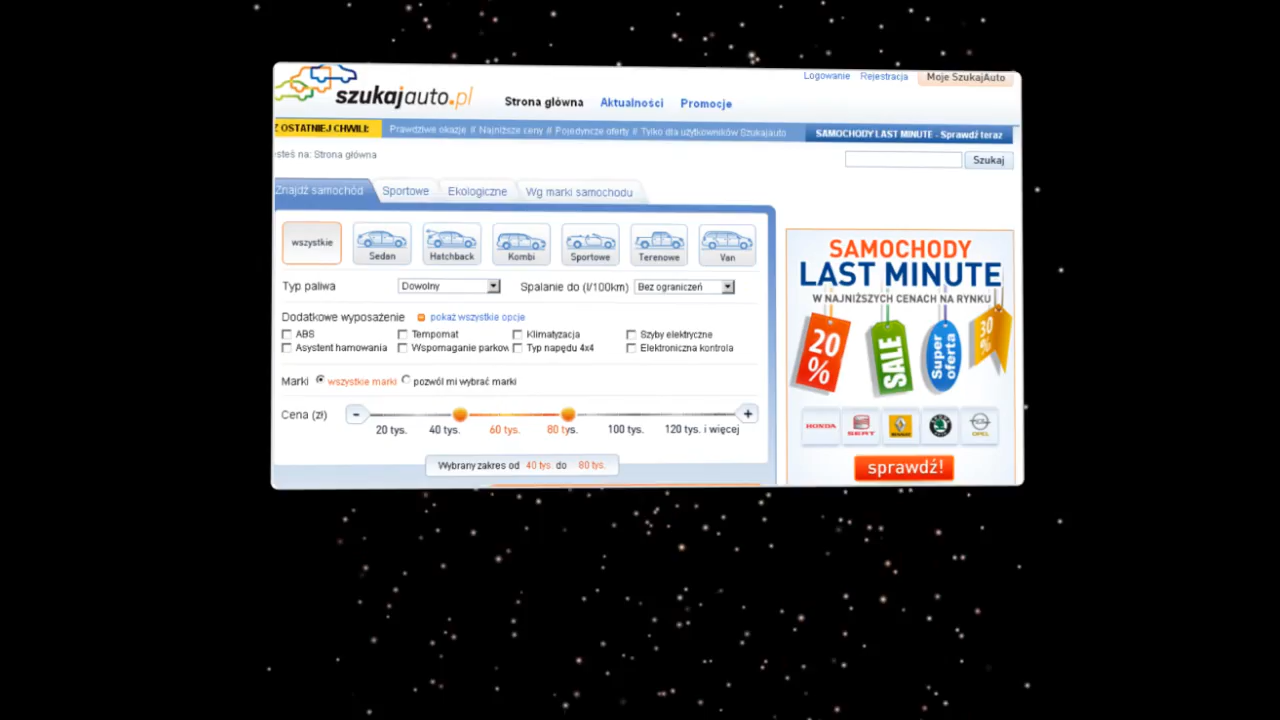 Logowanie Rejestracja Moje SzukajAuto
szukajauto.pl
Strona główna Aktualności Promocje
Z OSTATNIEJ CHWILI: Prawdziwe okazje // Najniższe ceny // Pojedyncze oferty // Tylko dla użytkowników Szukajauto SAMOCHODY LAST MINUTE - Sprawdź teraz
esteś na: Strona główna
Szukaj
Znajdź samochód Sportowe Ekologiczne Wg marki samochodu
wszystkie Sedan Hatchback Kombi Sportowe Terenowe Van
Typ paliwa Dowolny Spalanie do (l/100km) Bez ograniczeń
Dodatkowe wyposażenie pokaż wszystkie opcje
ABS Tempomat Klimatyzacja Szyby elektryczne
Asystent hamowania Wspomaganie parkow Typ napędu 4x4 Elektroniczna kontrola
Marki wszystkie marki pozwól mi wybrać marki
Cena (zł) - +
20 tys. 40 tys. 60 tys. 80 tys. 100 tys. 120 tys. i więcej
Wybrany zakres od 40 tys. do 80 tys.
SAMOCHODY
LAST MINUTE
W NAJNIŻSZYCH CENACH NA RYNKU
20 %
SALE
Super oferta
30 %
HONDA SEAT RENAULT OPEL
sprawdź!